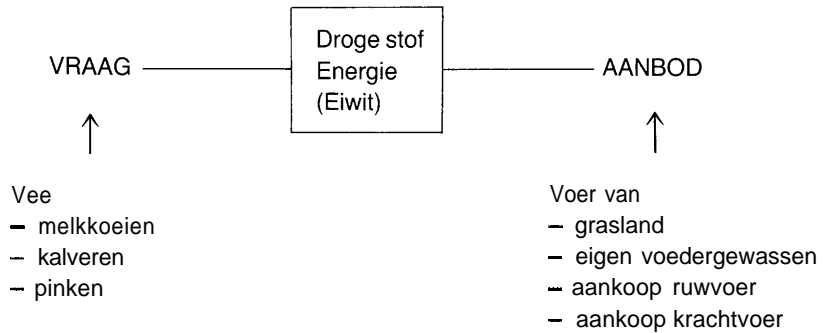 Droge stof
VRAAG
Energie
AANBOD
(Eiwit)
Vee
– melkkoeien
– kalveren
– pinken
Voer van
– grasland
– eigen voedergewassen
– aankoop ruwvoer
– aankoop krachtvoer